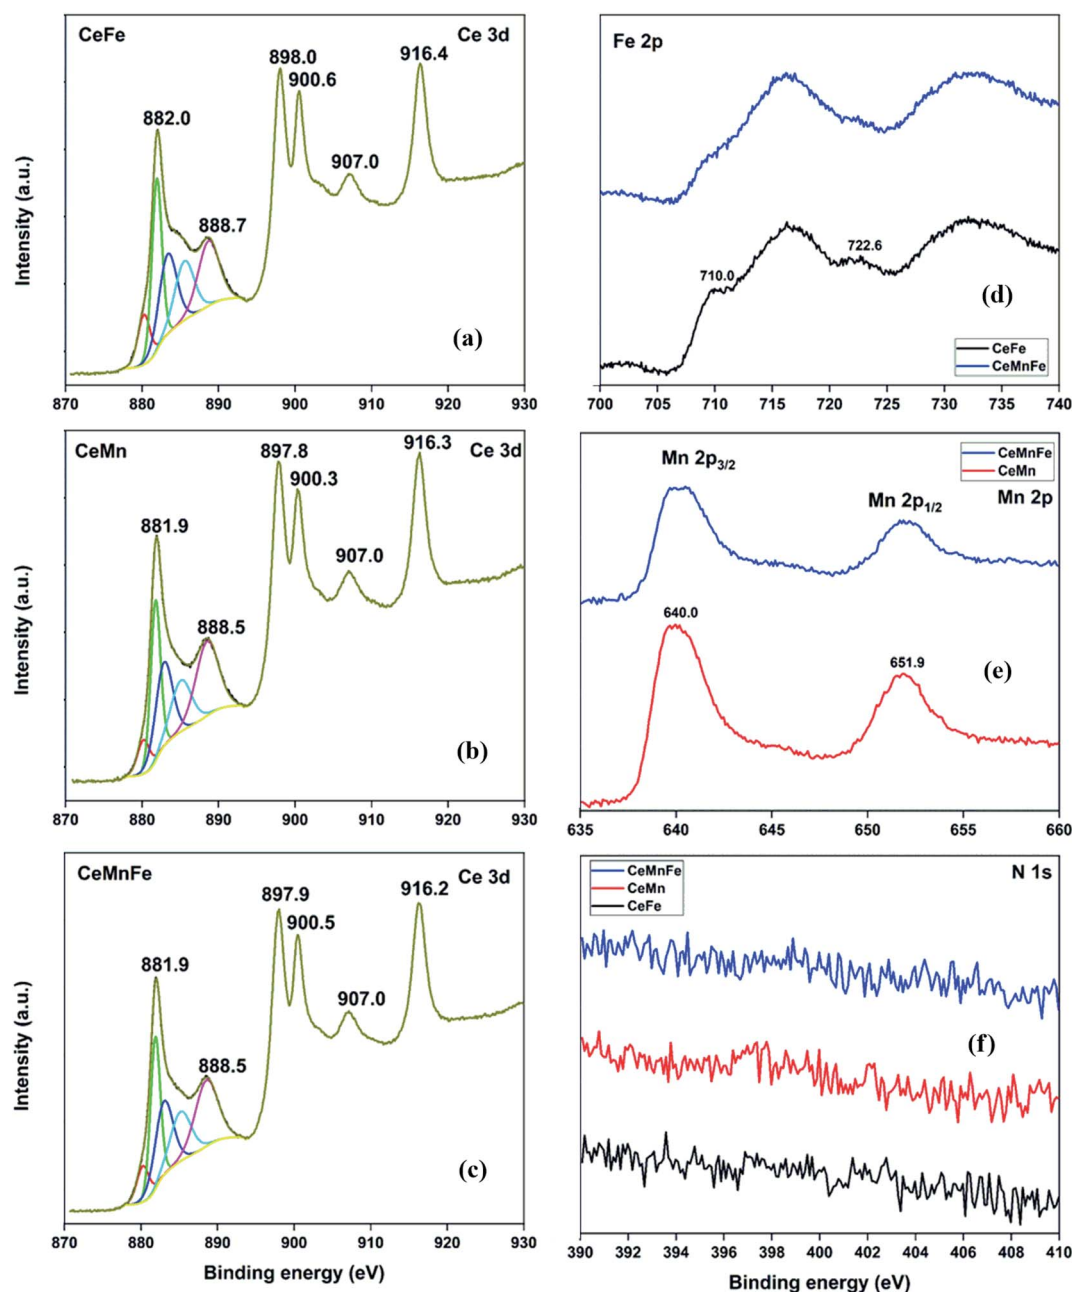 CeFe
Ce 3d
882.0
888.7
898.0
900.6
907.0
916.4
(a)
Intensity (a.u.)
870 880 890 900 910 920 930
Fe 2p
710.0
722.6
(d)
CeFe
CeMnFe
700 705 710 715 720 725 730 735 740
CeMn
Ce 3d
881.9
888.5
897.8
900.3
907.0
916.3
(b)
Intensity (a.u.)
870 880 890 900 910 920 930
CeMnFe
CeMn
Mn 2p
Mn 2p3/2
Mn 2p1/2
640.0
651.9
(e)
635 640 645 650 655 660
CeMnFe
Ce 3d
881.9
888.5
897.9
900.5
907.0
916.2
(c)
Intensity (a.u.)
870 880 890 900 910 920 930
Binding energy (eV)
CeMnFe
CeMn
CeFe
N 1s
(f)
390 392 394 396 398 400 402 404 406 408 410
Binding energy (eV)